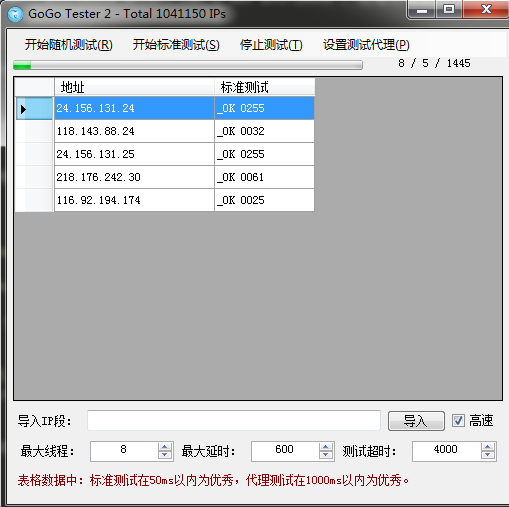 GoGo Tester 2 - Total 1041150 IPs
开始随机测试(R) 开始标准测试(S) 停止测试(T) 设置测试代理(P)
8 / 5 / 1445
地址 标准测试
24.156.131.24 _OK 0255
118.143.88.24 _OK 0032
24.156.131.25 _OK 0255
218.176.242.30 _OK 0061
116.92.194.174 _OK 0025
导入IP段: 导入 高速
最大线程: 8 最大延时: 600 测试超时: 4000
表格数据中：标准测试在50ms以内为优秀，代理测试在1000ms以内为优秀。